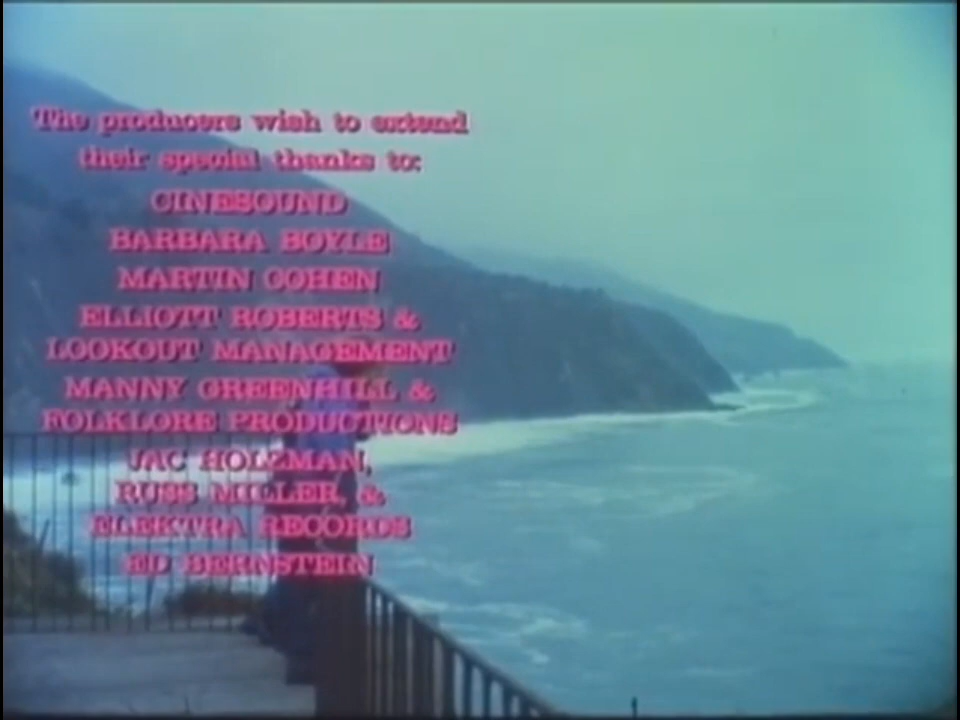 The producers wish to extend
their special thanks to:
CINESOUND
BARBARA BOYLE
MARTIN COHEN
ELLIOTT ROBERTS &
LOOKOUT MANAGEMENT
MANNY GREENHILL &
FOLKLORE PRODUCTIONS
JAC HOLZMAN,
RUSS MILLER, &
ELEKTRA RECORDS
ED BERNSTEIN